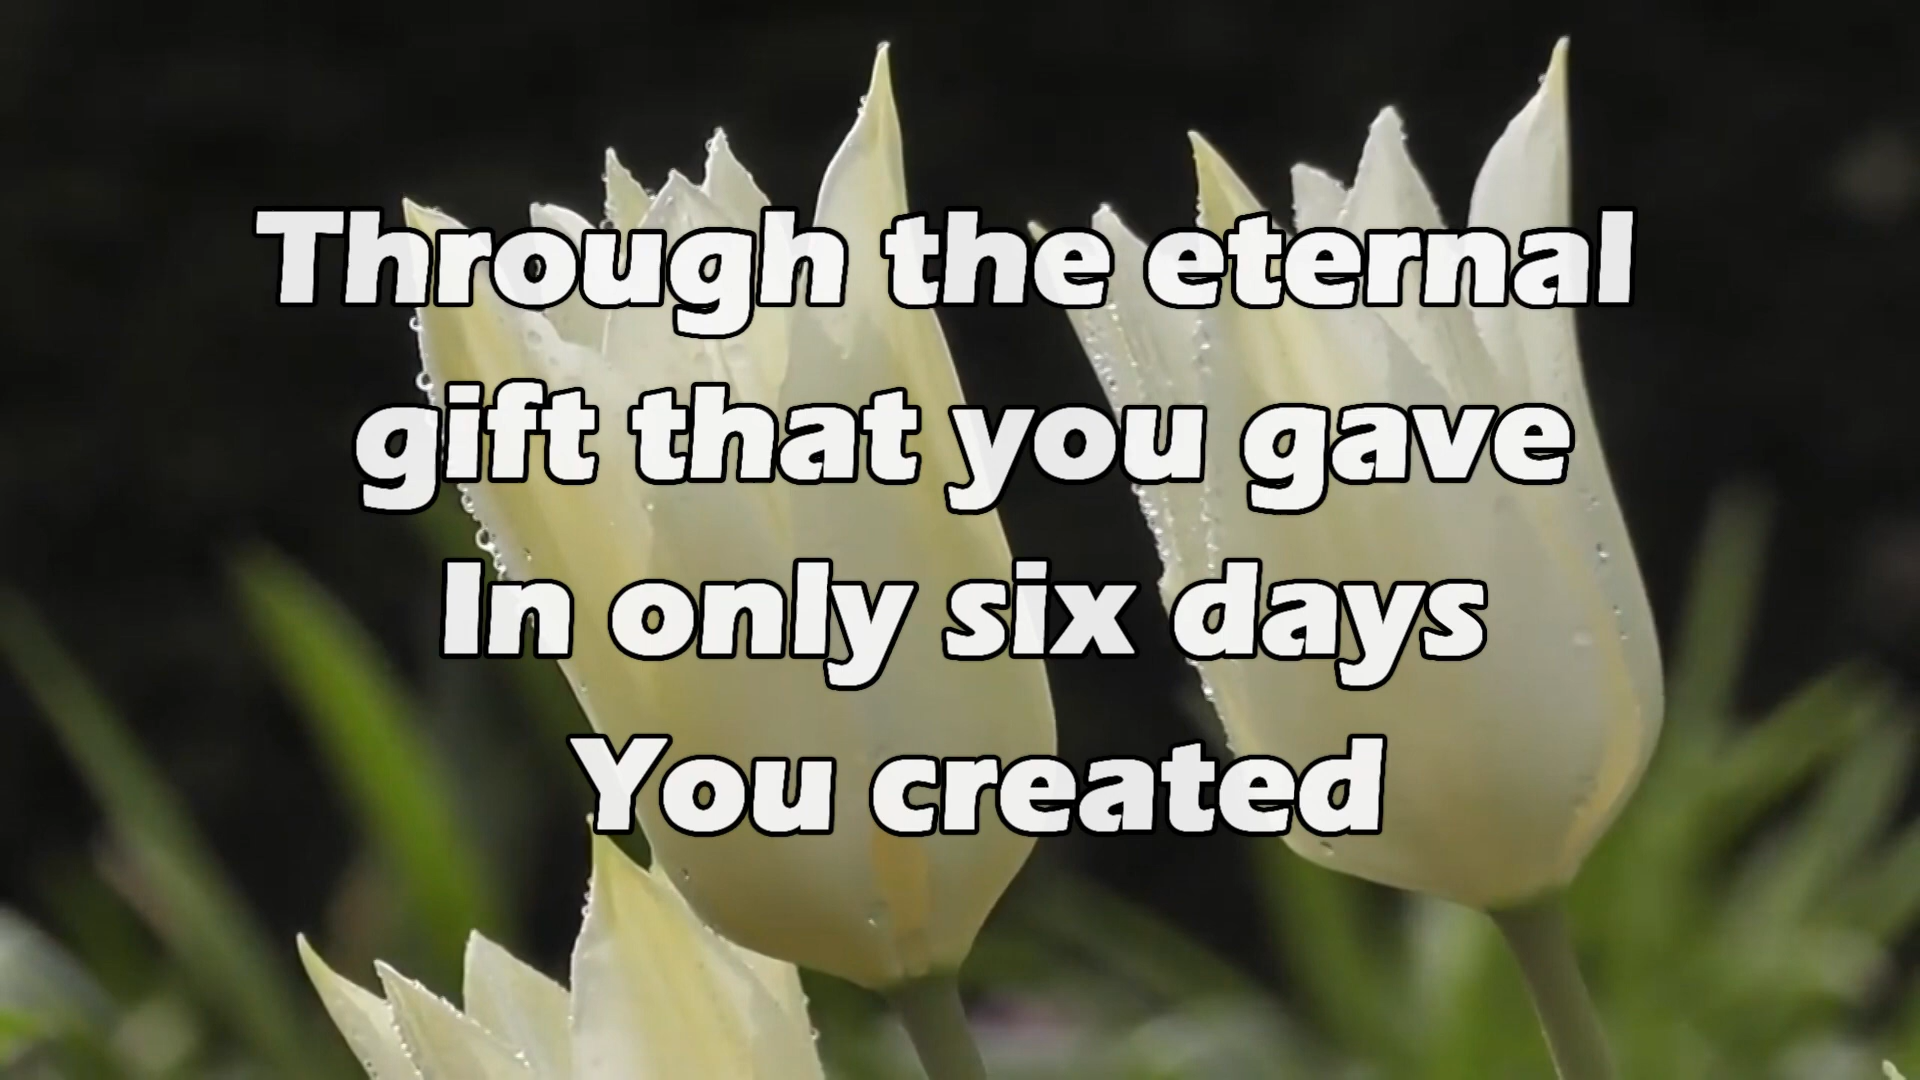 Through the eternal
gift that you gave
In only six days
You created